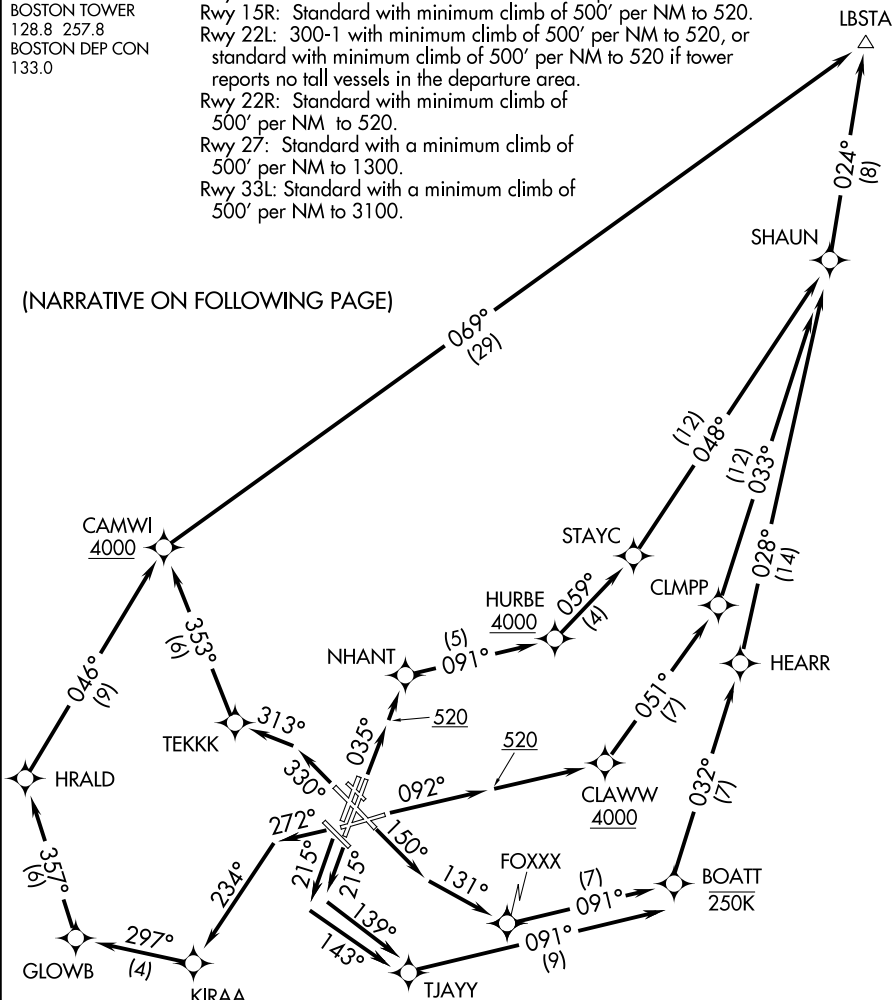 BOSTON TOWER
128.8 257.8
BOSTON DEP CON
133.0
Rwy 15R: Standard with minimum climb of 500' per NM to 520.
Rwy 22L: 300-1 with minimum climb of 500' per NM to 520, or
standard with minimum climb of 500' per NM to 520 if tower
reports no tall vessels in the departure area.
Rwy 22R: Standard with minimum climb of
500' per NM to 520.
Rwy 27: Standard with a minimum climb of
500' per NM to 1300.
Rwy 33L: Standard with a minimum climb of
500' per NM to 3100.
LBSTA
024°
(8)
SHAUN
(NARRATIVE ON FOLLOWING PAGE)
069°
(29)
(12)
048°
(12)
033°
028°
(14)
CAMWI
4000
STAYC
CLMPP
HURBE
4000
059°
(4)
353°
(6)
046°
(9)
NHANT
(5)
091°
HEARR
051°
(7)
520
035°
TEKKK
313°
330°
520
HRALD
092°
CLAWW
4000
032°
(7)
272°
150°
215°
215°
FOXXX
131°
(7)
091°
BOATT
250K
357°
(6)
234°
139°
143°
091°
(9)
297°
(4)
GLOWB
KIRAA
TJAYY